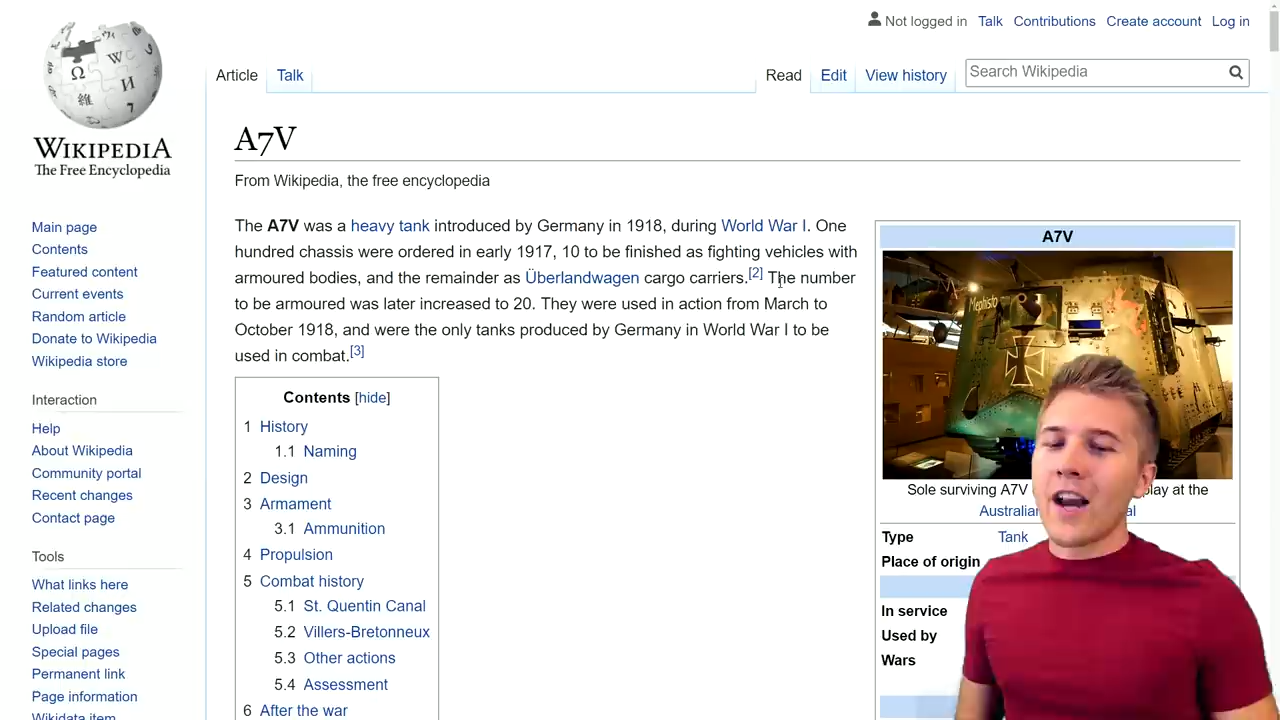 Not logged in Talk Contributions Create account Log in
Article Talk Read Edit View history Search Wikipedia
WIKIPEDIA
The Free Encyclopedia
A7V
From Wikipedia, the free encyclopedia
The A7V was a heavy tank introduced by Germany in 1918, during World War I. One
hundred chassis were ordered in early 1917, 10 to be finished as fighting vehicles with
armoured bodies, and the remainder as Überlandwagen cargo carriers.[2] The number
to be armoured was later increased to 20. They were used in action from March to
October 1918, and were the only tanks produced by Germany in World War I to be
used in combat.[3]
Contents [hide]
1 History
1.1 Naming
2 Design
3 Armament
3.1 Ammunition
4 Propulsion
5 Combat history
5.1 St. Quentin Canal
5.2 Villers-Bretonneux
5.3 Other actions
5.4 Assessment
6 After the war
A7V
Mephisto
Sole surviving A7V play at the
Australian
Type Tank
Place of origin
In service
Used by
Wars
Main page
Contents
Featured content
Current events
Random article
Donate to Wikipedia
Wikipedia store
Interaction
Help
About Wikipedia
Community portal
Recent changes
Contact page
Tools
What links here
Related changes
Upload file
Special pages
Permanent link
Page information
Wikidata item